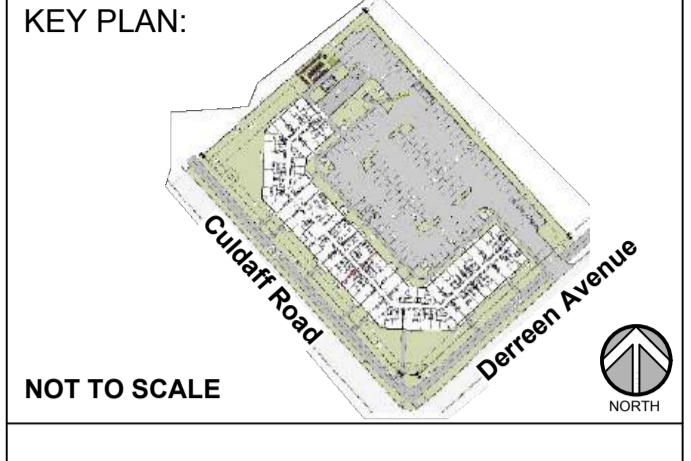 KEY PLAN:
Culdaff Road
Derreen Avenue
NOT TO SCALE
NORTH